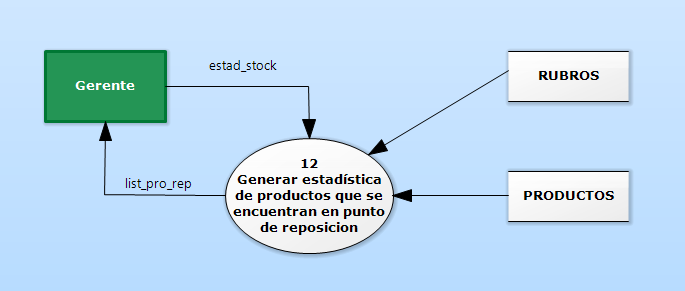 estad_stock
Gerente
RUBROS
12
Generar estadística
de productos que se
encuentran en punto
de reposicion
list_pro_rep
PRODUCTOS